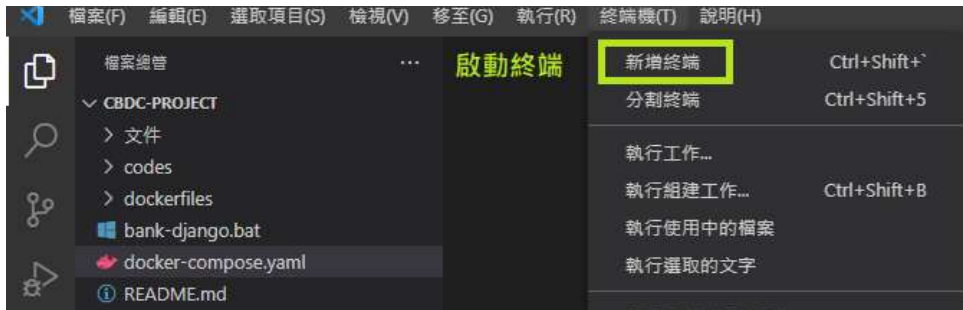 檔案(F) 編輯(E) 選取項目(S) 檢視(V) 移至(G) 執行(R) 終端機(T) 說明(H)
檔案總管 ...
CBDC-PROJECT
文件
codes
dockerfiles
bank-django.bat
docker-compose.yaml
README.md
啟動終端
新增終端 Ctrl+Shift+`
分割終端 Ctrl+Shift+5
執行工作...
執行組建工作... Ctrl+Shift+B
執行使用中的檔案
執行選取的文字